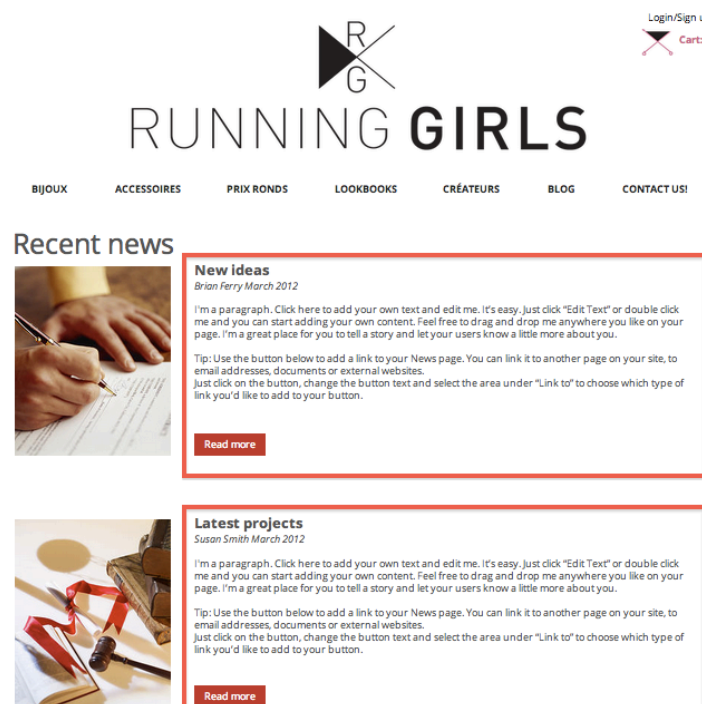 Login/Sign
Cart:
R
G
RUNNING GIRLS
BIJOUX ACCESSOIRES PRIX RONDS LOOKBOOKS CRÉATEURS BLOG CONTACT US!
Recent news
New ideas
Brian Ferry March 2012
I'm a paragraph. Click here to add your own text and edit me. It's easy. Just click “Edit Text” or double click
me and you can start adding your own content. Feel free to drag and drop me anywhere you like on your
page. I'm a great place for you to tell a story and let your users know a little more about you.
Tip: Use the button below to add a link to your News page. You can link it to another page on your site, to
email addresses, documents or external websites.
Just click on the button, change the button text and select the area under “Link to” to choose which type of
link you'd like to add to your button.
Read more
Latest projects
Susan Smith March 2012
I'm a paragraph. Click here to add your own text and edit me. It's easy. Just click “Edit Text” or double click
me and you can start adding your own content. Feel free to drag and drop me anywhere you like on your
page. I'm a great place for you to tell a story and let your users know a little more about you.
Tip: Use the button below to add a link to your News page. You can link it to another page on your site, to
email addresses, documents or external websites.
Just click on the button, change the button text and select the area under “Link to” to choose which type of
link you'd like to add to your button.
Read more